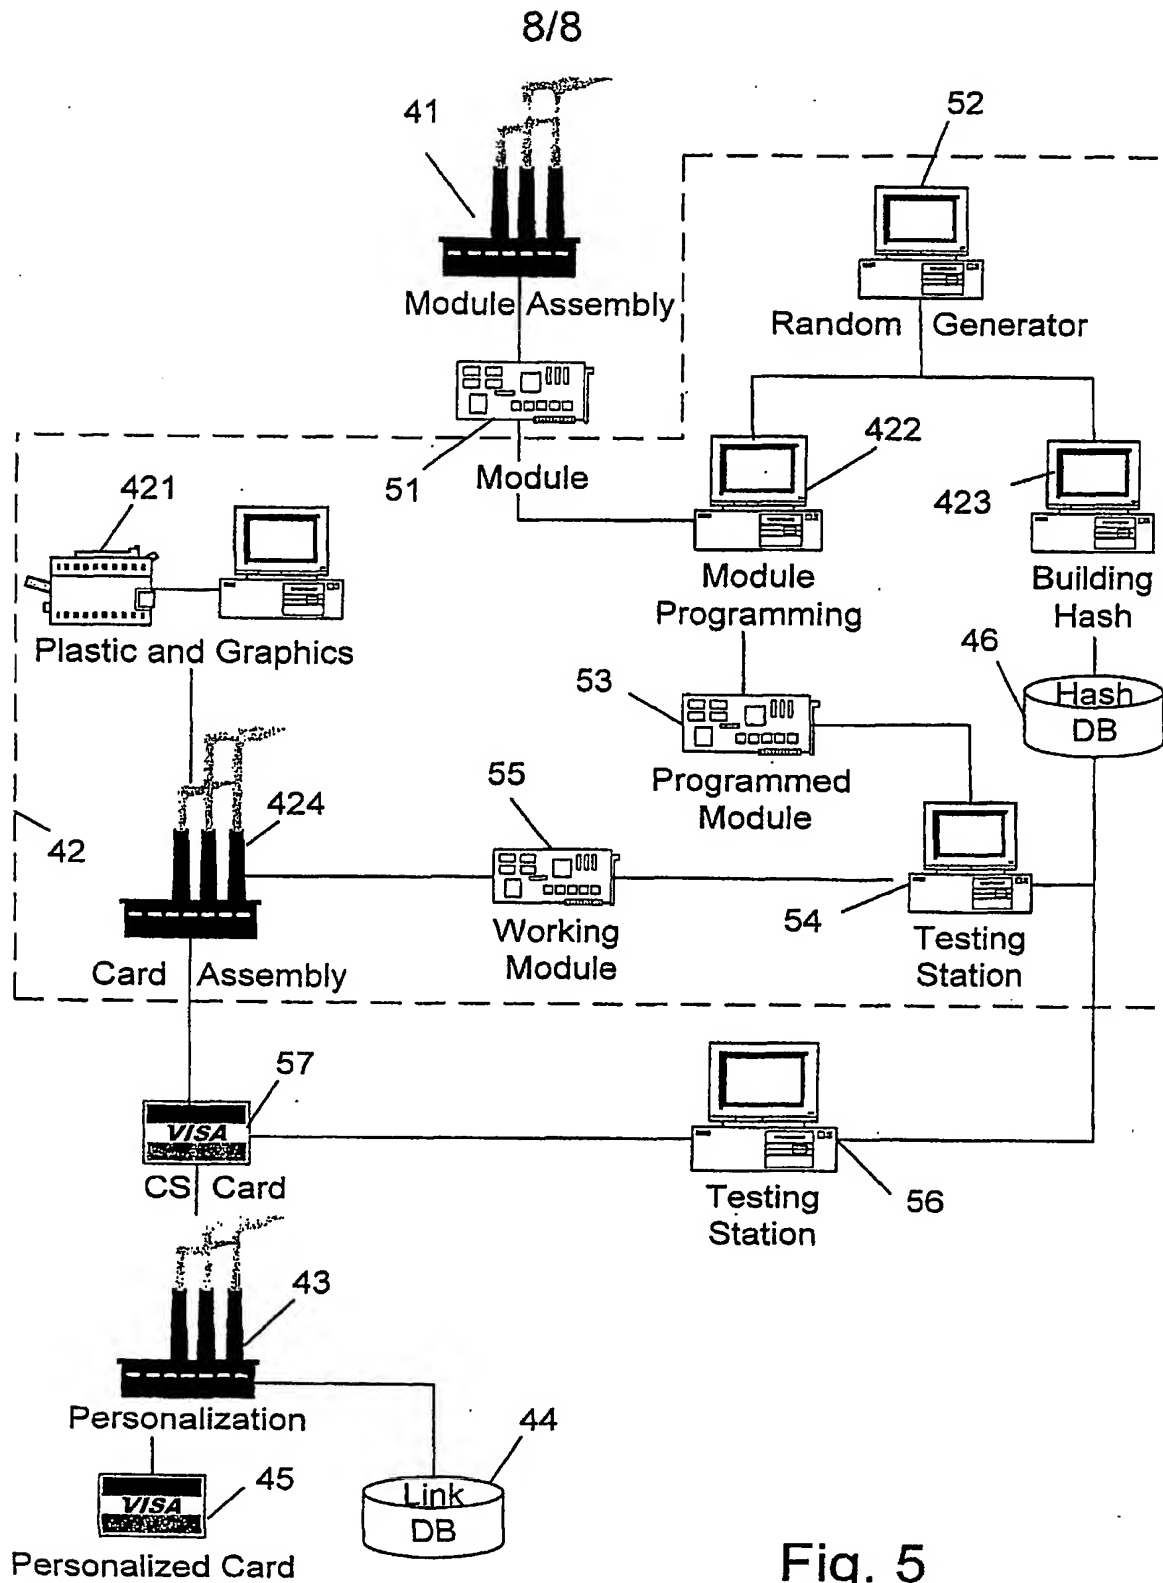 8/8
41
52
Module Assembly
Random Generator
422
51
Module
421
423
Module
Programming
Building
Hash
Plastic and Graphics
46
53
Hash
DB
55
Programmed
Module
424
42
54
Working
Module
Testing
Station
Card Assembly
57
VISA
CS Card
56
Testing
Station
43
Personalization
44
45
VISA
Link
DB
Personalized Card
Fig. 5